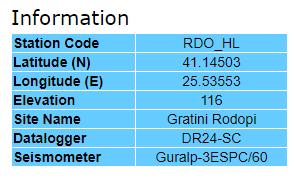 Information
Station Code RDO_HL
Latitude (N) 41.14503
Longitude (E) 25.53553
Elevation 116
Site Name Gratini Rodopi
Datalogger DR24-SC
Seismometer Guralp-3ESPC/60